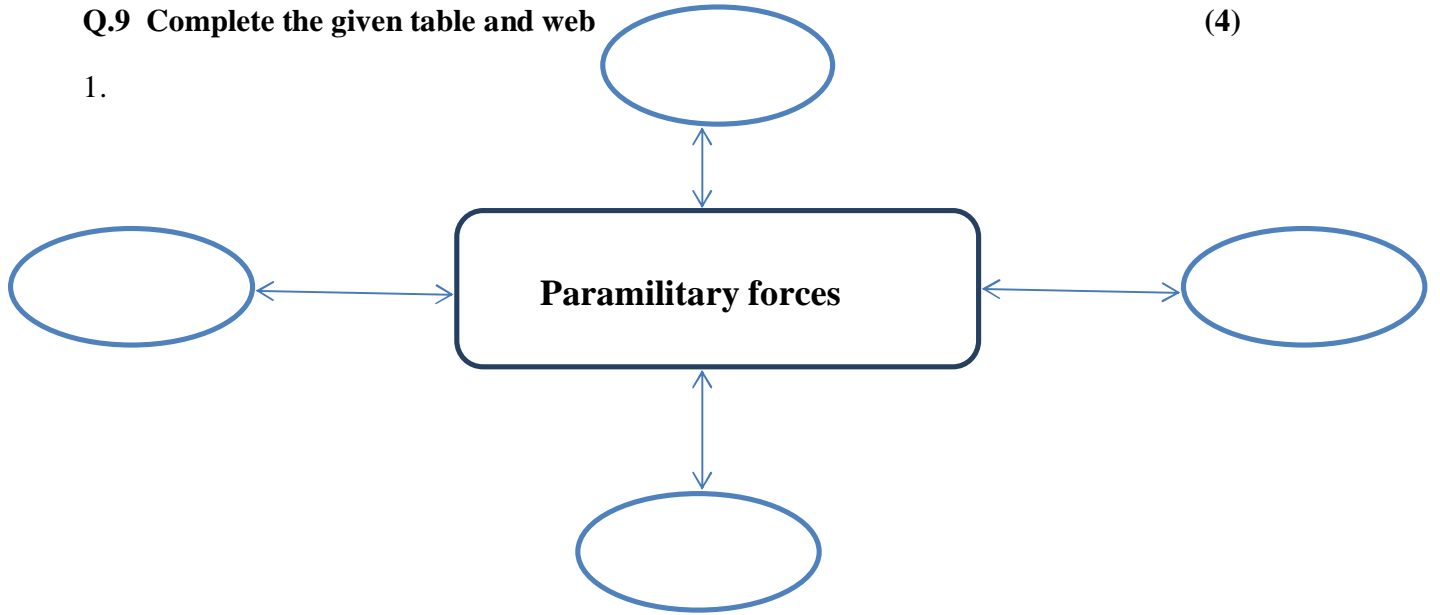 Q.9 Complete the given table and web (4)
1.
Paramilitary forces